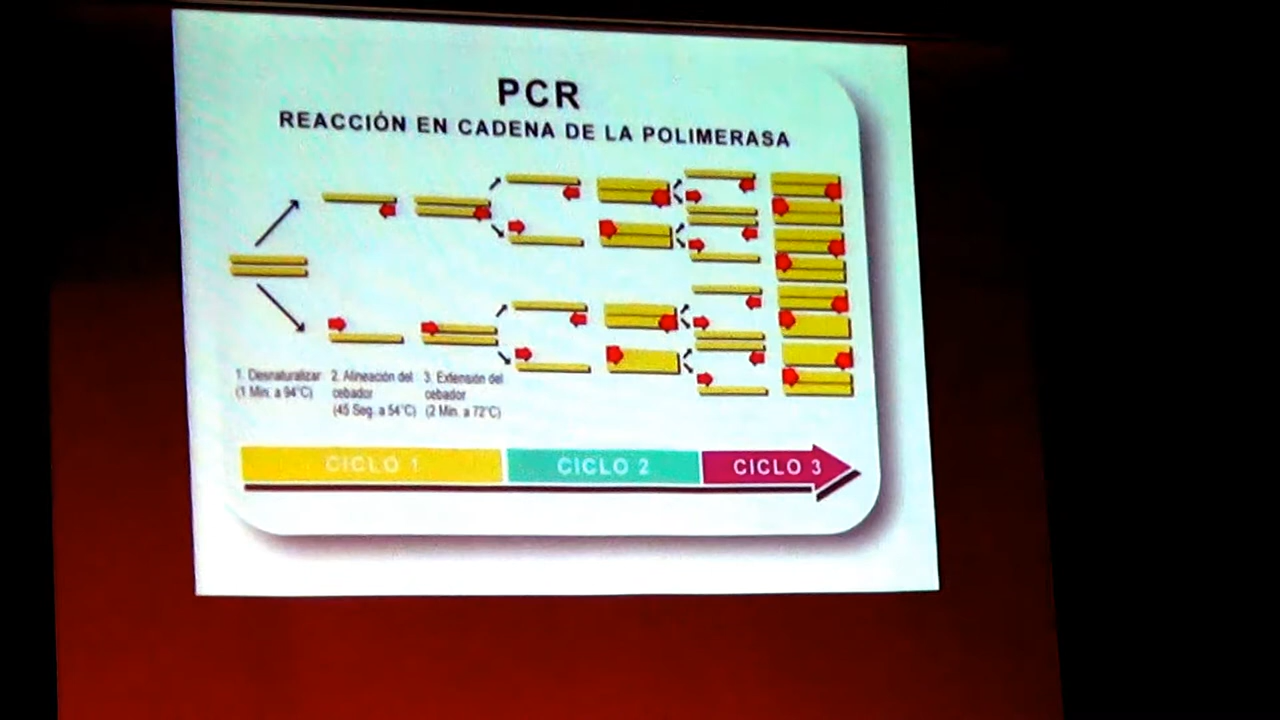 PCR
REACCIÓN EN CADENA DE LA POLIMERASA
1. Desnaturalizar
(1 Min. a 94°C)
2. Alineación del
cebador
(45 Seg. a 54°C)
3. Extensión del
cebador
(2 Min. a 72°C)
CICLO 1
CICLO 2
CICLO 3